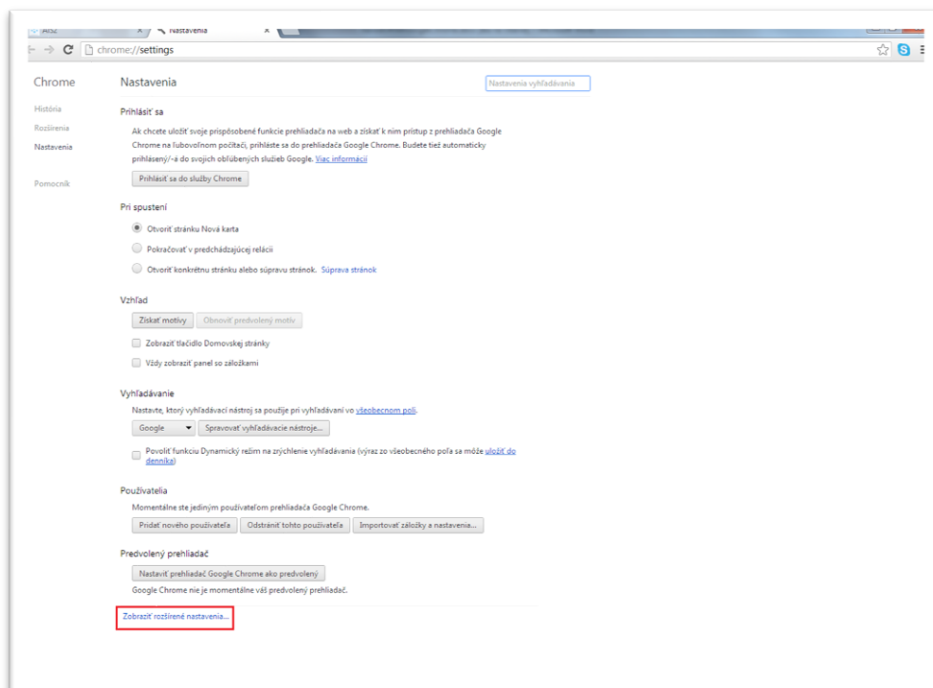 Nastavenia
chrome://settings
Chrome
Nastavenia
Nastavenia vyhľadávania
História
Rozšírenia
Nastavenia
Pomocník
Prihlásiť sa
Ak chcete uložiť svoje prispôsobené funkcie prehliadača na web a získať k nim prístup z prehliadača Google
Chrome na ľubovoľnom počítači, prihláste sa do prehliadača Google Chrome. Budete tiež automaticky
prihlásený/-á do svojich obľúbených služieb Google. Viac informácií
Prihlásiť sa do služby Chrome
Pri spustení
Otvoriť stránku Nová karta
Pokračovať v predchádzajúcej relácii
Otvoriť konkrétnu stránku alebo súpravu stránok. Súprava stránok
Vzhľad
Získať motívy Obnoviť predvolený motív
Zobraziť tlačidlo Domovskej stránky
Vždy zobraziť panel so záložkami
Vyhľadávanie
Nastavte, ktorý vyhľadávací nástroj sa použije pri vyhľadávaní vo všeobecnom poli.
Google Spravovať vyhľadávacie nástroje...
Povoliť funkciu Dynamický režim na zrýchlenie vyhľadávania (výraz zo všeobecného poľa sa môže uložiť do
denníka)
Používatelia
Momentálne ste jediným používateľom prehliadača Google Chrome.
Pridať nového používateľa Odstrániť tohto používateľa Importovať záložky a nastavenia...
Predvolený prehliadač
Nastaviť prehliadač Google Chrome ako predvolený
Google Chrome nie je momentálne váš predvolený prehliadač.
Zobraziť rozšírené nastavenia...